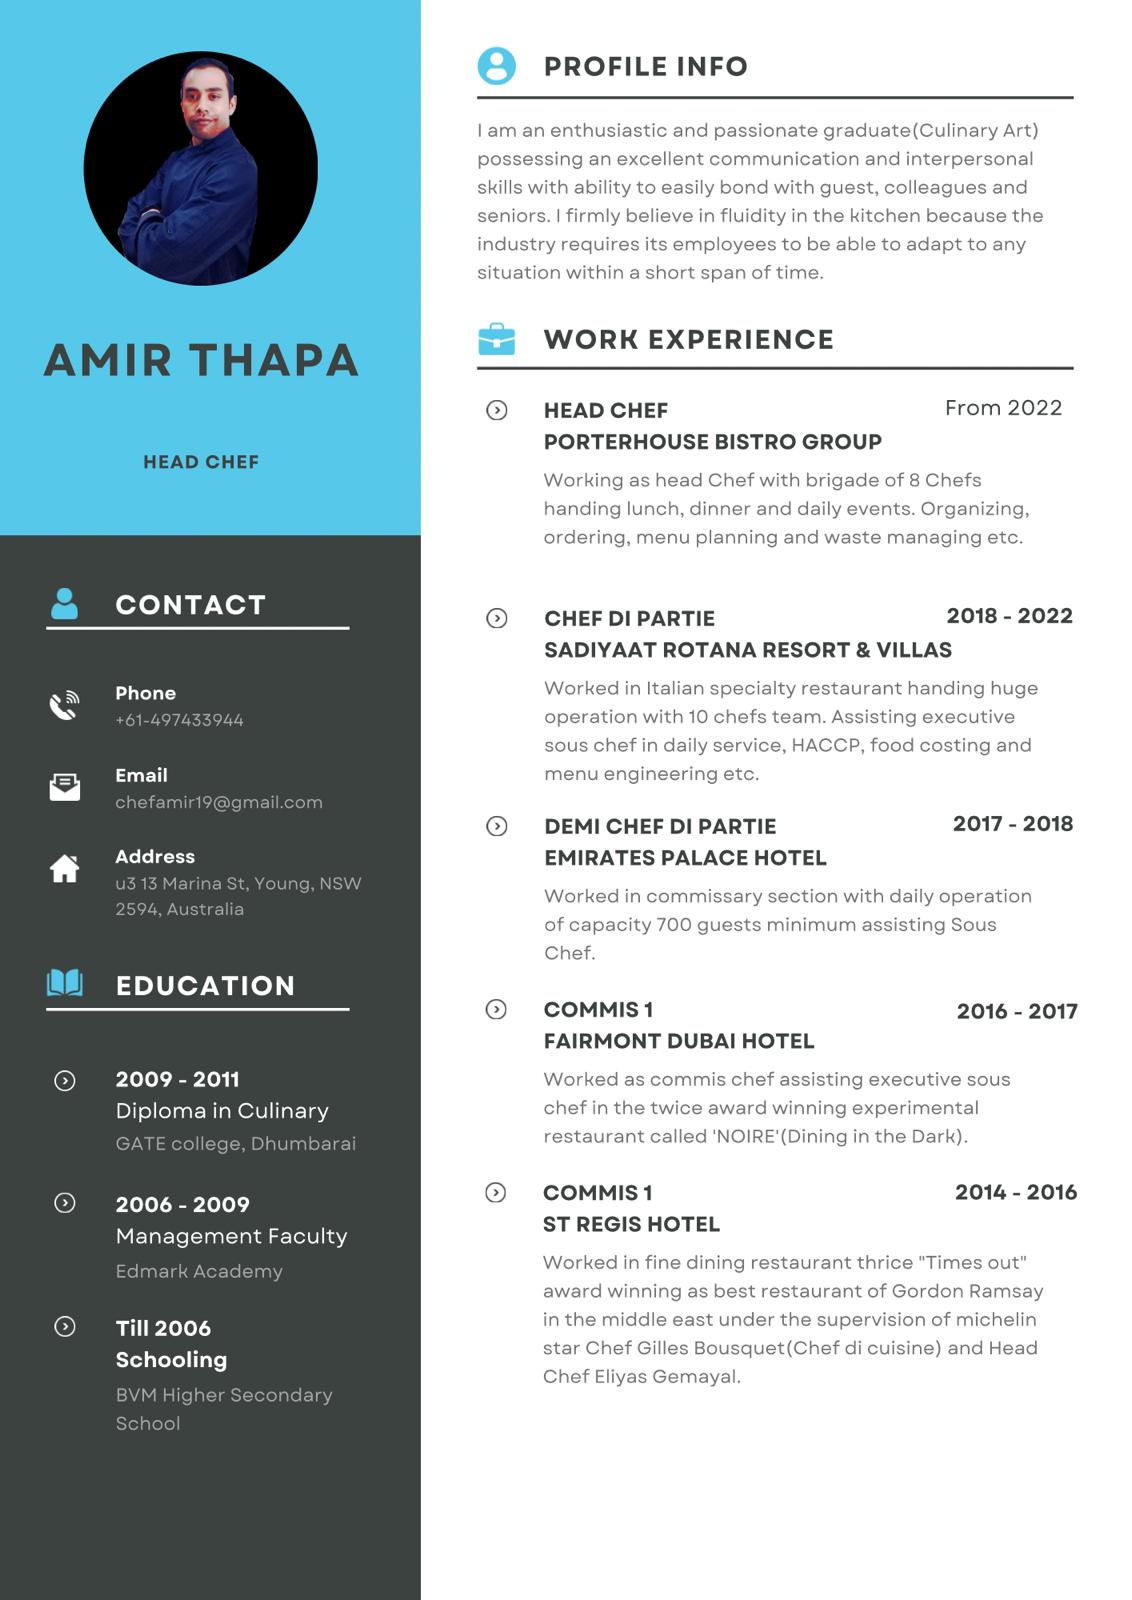 AMIR THAPA
HEAD CHEF
CONTACT
Phone
+61-497433944
Email
chefamir19@gmail.com
Address
u3 13 Marina St, Young, NSW
2594, Australia
EDUCATION
2009 - 2011
Diploma in Culinary
GATE college, Dhumbarai
2006 - 2009
Management Faculty
Edmark Academy
Till 2006
Schooling
BVM Higher Secondary
School
PROFILE INFO
I am an enthusiastic and passionate graduate(Culinary Art)
possessing an excellent communication and interpersonal
skills with ability to easily bond with guest, colleagues and
seniors. I firmly believe in fluidity in the kitchen because the
industry requires its employees to be able to adapt to any
situation within a short span of time.
WORK EXPERIENCE
HEAD CHEF From 2022
PORTERHOUSE BISTRO GROUP
Working as head Chef with brigade of 8 Chefs
handing lunch, dinner and daily events. Organizing,
ordering, menu planning and waste managing etc.
CHEF DI PARTIE 2018 - 2022
SADIYAAT ROTANA RESORT & VILLAS
Worked in Italian specialty restaurant handing huge
operation with 10 chefs team. Assisting executive
sous chef in daily service, HACCP, food costing and
menu engineering etc.
DEMI CHEF DI PARTIE 2017 - 2018
EMIRATES PALACE HOTEL
Worked in commissary section with daily operation
of capacity 700 guests minimum assisting Sous
Chef.
COMMIS 1 2016 - 2017
FAIRMONT DUBAI HOTEL
Worked as commis chef assisting executive sous
chef in the twice award winning experimental
restaurant called 'NOIRE'(Dining in the Dark).
COMMIS 1 2014 - 2016
ST REGIS HOTEL
Worked in fine dining restaurant thrice "Times out"
award winning as best restaurant of Gordon Ramsay
in the middle east under the supervision of michelin
star Chef Gilles Bousquet(Chef di cuisine) and Head
Chef Eliyas Gemayal.